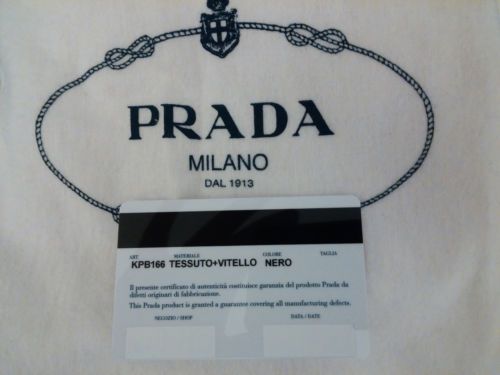 PRADA
MILANO
DAL 1913
ART MATERIALE COLORE TAGLIA
KPB166 TESSUTO+VITELLO NERO
Il presente certificato di autenticità costituisce garanzia del prodotto Prada da
difetti originari di fabbricazione.
This Prada product is granted a guarantee covering all manufacturing defects.
NEGOZIO / SHOP DATA / DATE